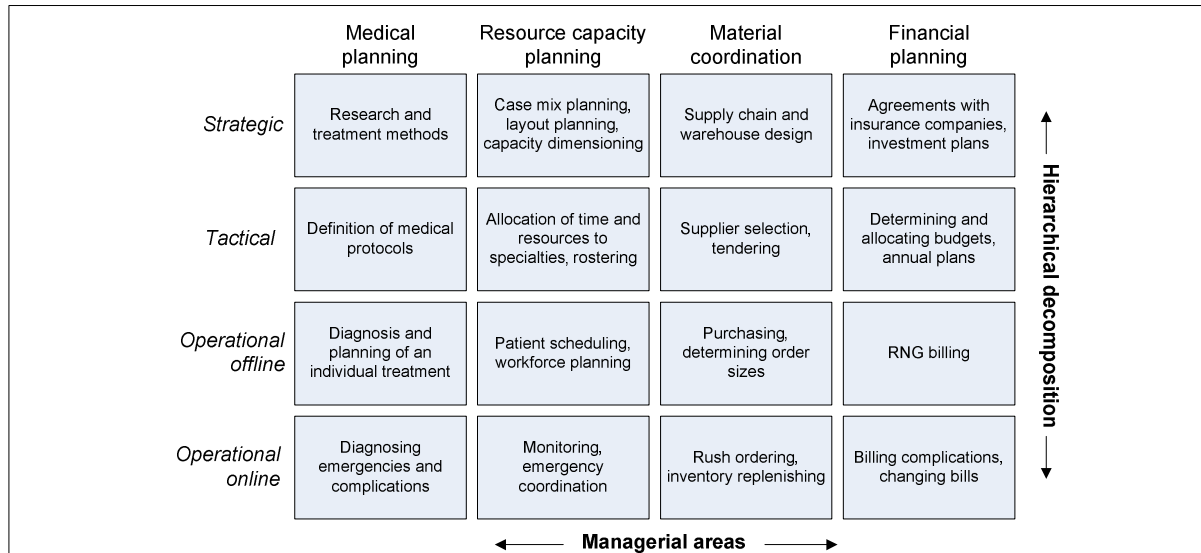 Medical
planning
Resource capacity
planning
Material
coordination
Financial
planning
Strategic
Research and
treatment methods
Case mix planning,
layout planning,
capacity dimensioning
Supply chain and
warehouse design
Agreements with
insurance companies,
investment plans
Tactical
Definition of medical
protocols
Allocation of time and
resources to
specialties, rostering
Supplier selection,
tendering
Determining and
allocating budgets,
annual plans
Operational
offline
Diagnosis and
planning of an
individual treatment
Patient scheduling,
workforce planning
Purchasing,
determining order
sizes
RNG billing
Operational
online
Diagnosing
emergencies and
complications
Monitoring,
emergency
coordination
Rush ordering,
inventory replenishing
Billing complications,
changing bills
Hierarchical decomposition
Managerial areas